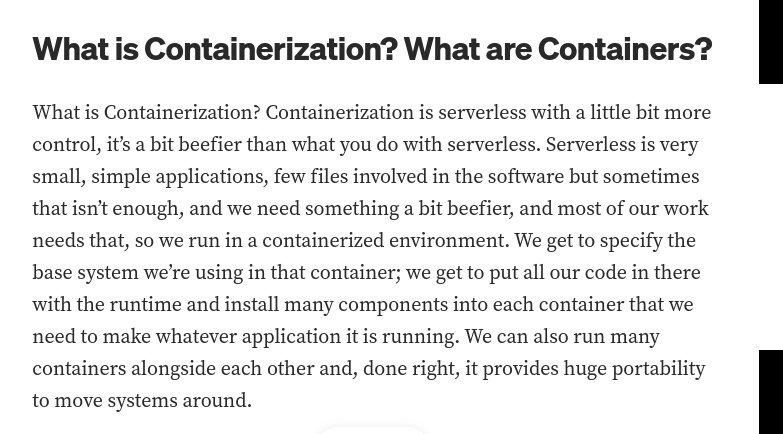 What is Containerization? What are Containers?
What is Containerization? Containerization is serverless with a little bit more
control, it’s a bit beefier than what you do with serverless. Serverless is very
small, simple applications, few files involved in the software but sometimes
that isn’t enough, and we need something a bit beefier, and most of our work
needs that, so we run in a containerized environment. We get to specify the
base system we’re using in that container; we get to put all our code in there
with the runtime and install many components into each container that we
need to make whatever application it is running. We can also run many
containers alongside each other and, done right, it provides huge portability
to move systems around.